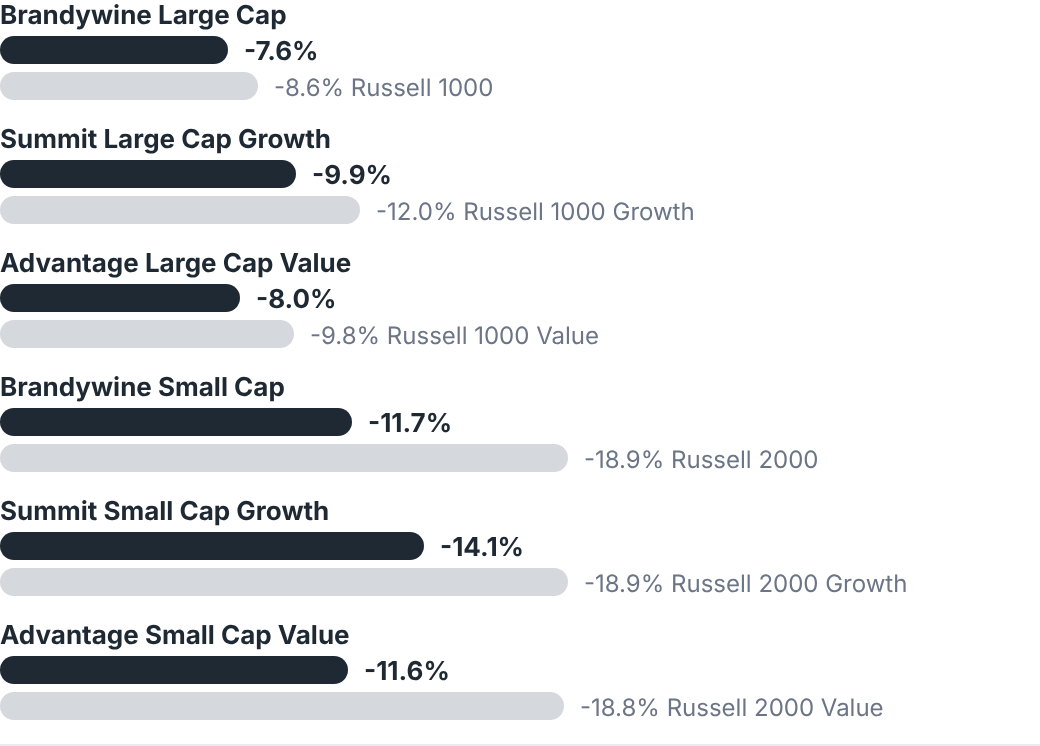 Brandywine Large Cap
-7.6%
-8.6% Russell 1000
Summit Large Cap Growth
-9.9%
-12.0% Russell 1000 Growth
Advantage Large Cap Value
-8.0%
-9.8% Russell 1000 Value
Brandywine Small Cap
-11.7%
-18.9% Russell 2000
Summit Small Cap Growth
-14.1%
-18.9% Russell 2000 Growth
Advantage Small Cap Value
-11.6%
-18.8% Russell 2000 Value